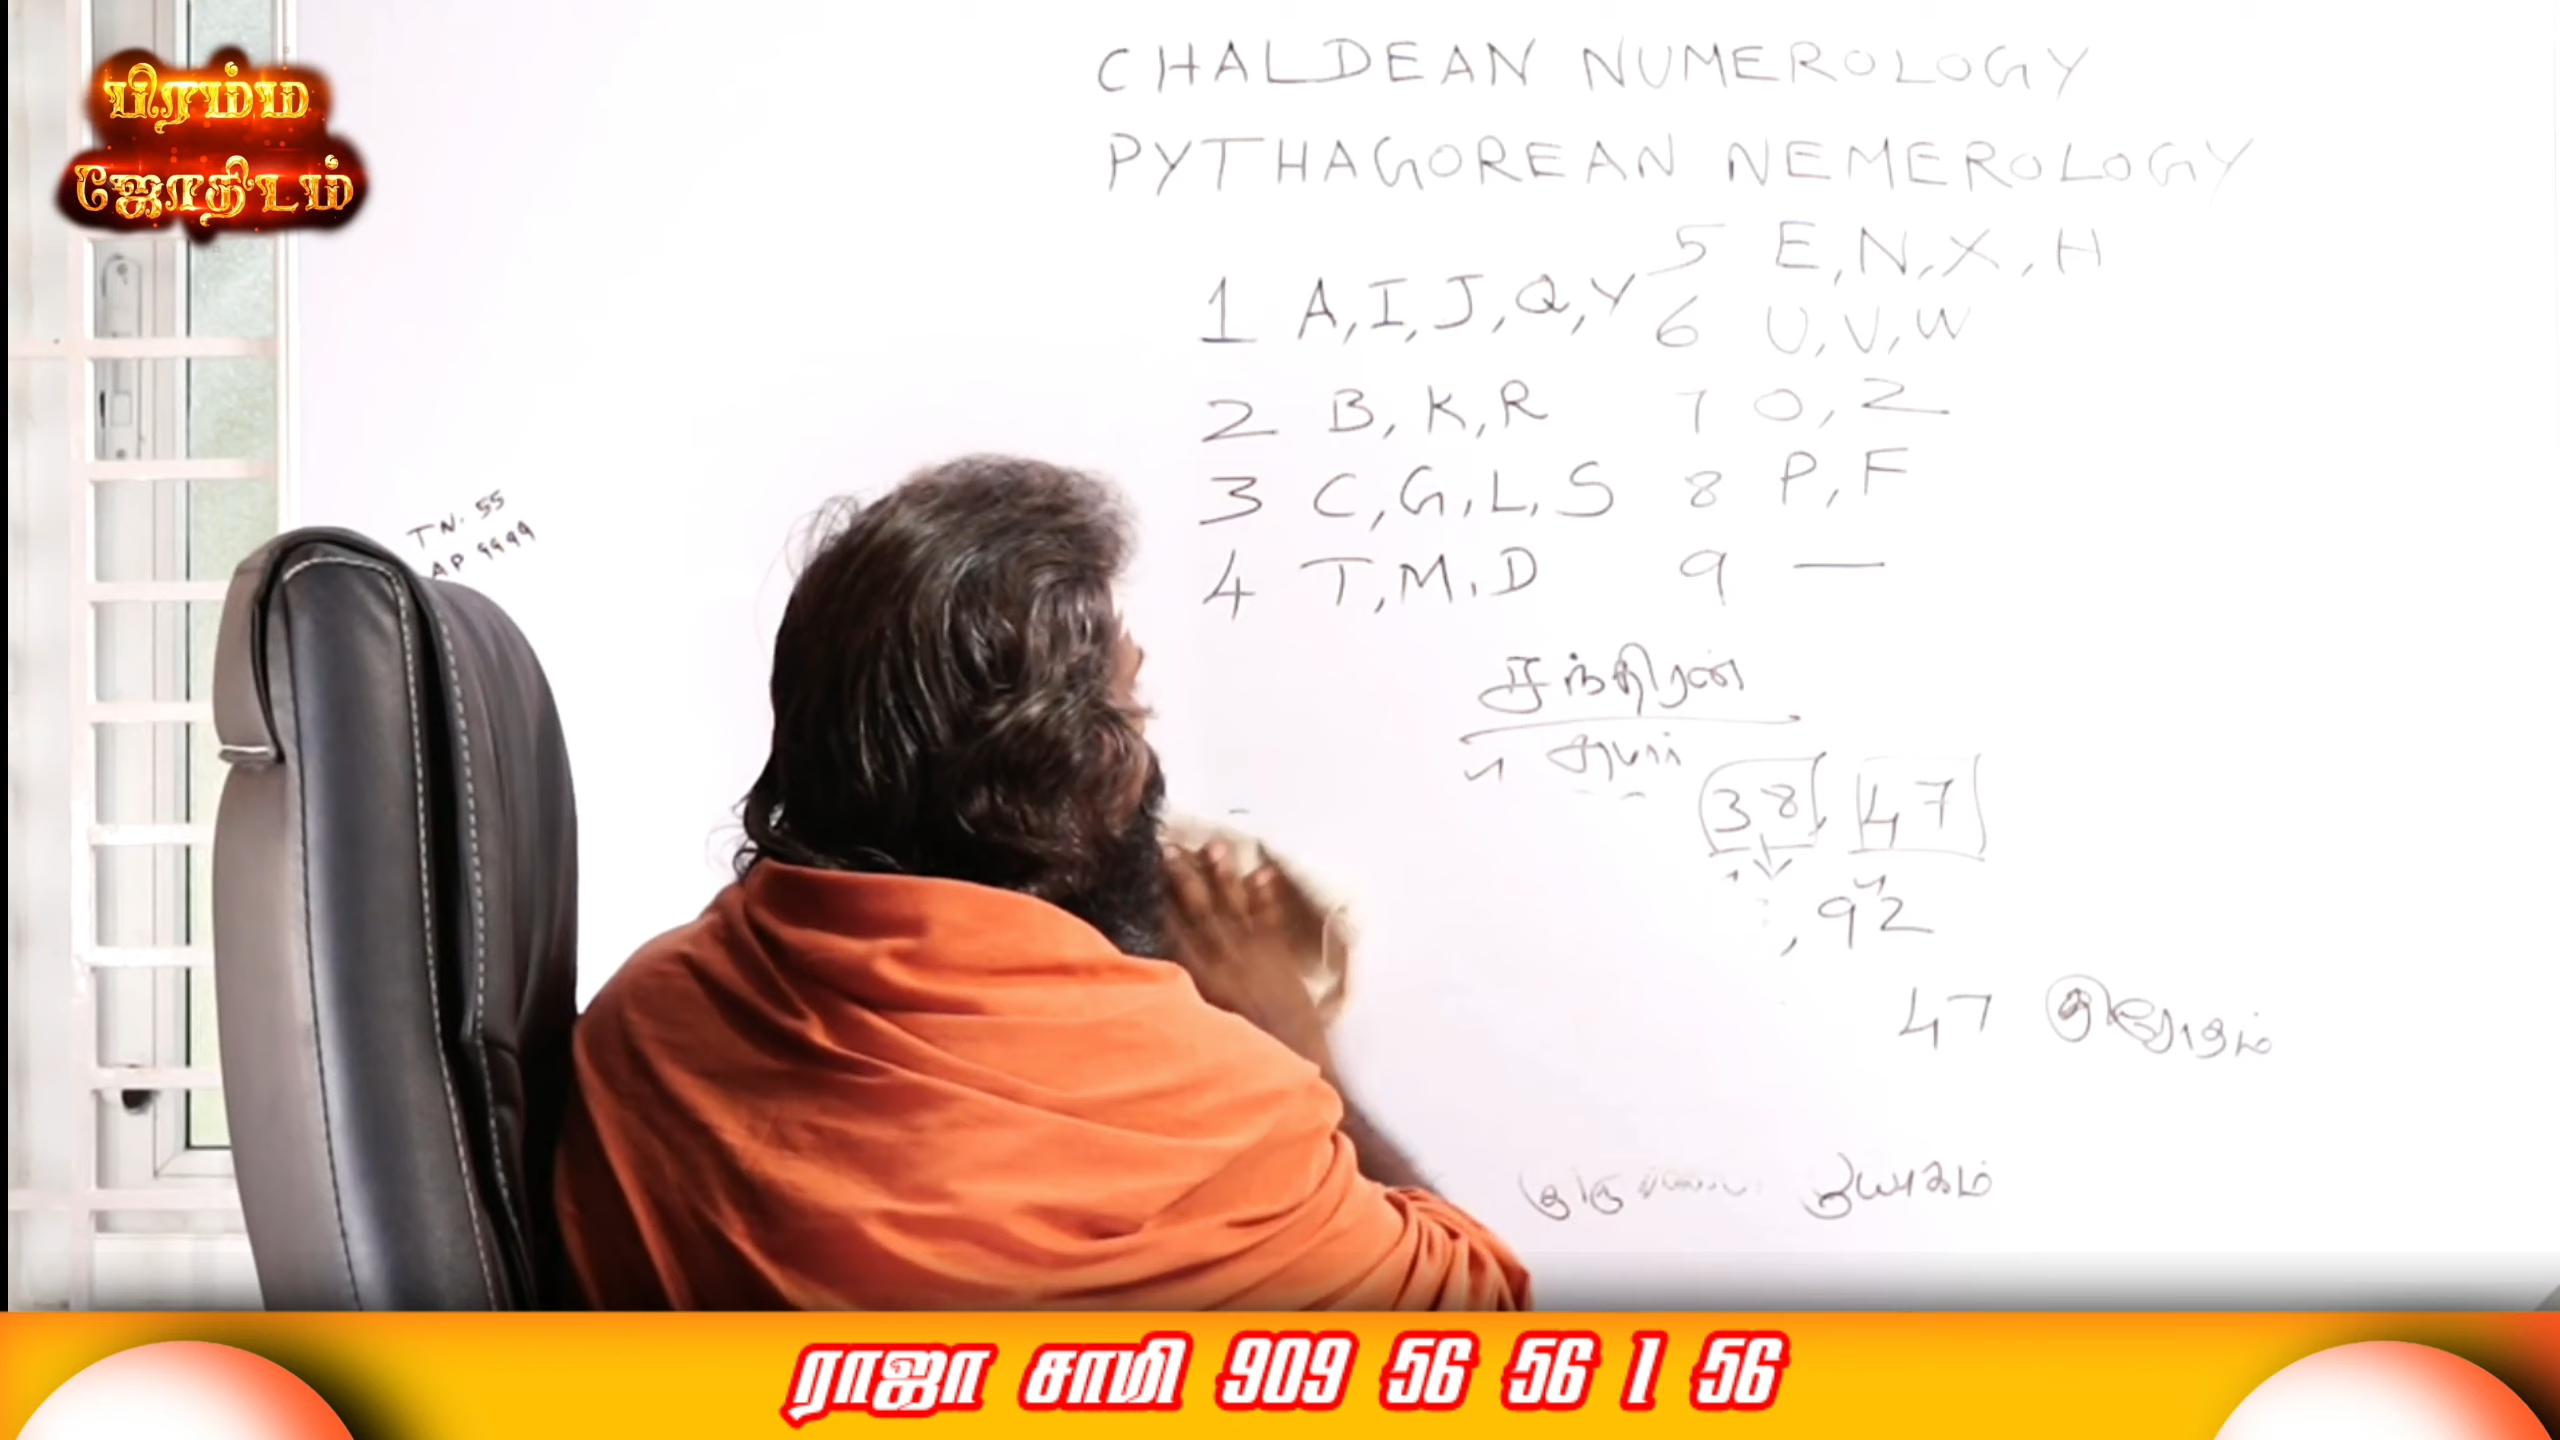 பிரம்ம
ஜோதிடம்
CHALDEAN NUMEROLOGY
PYTHAGOREAN NEMEROLOGY
1 A, I, J, Q, Y
5 E, N, X, H
6 U, V, W
2 B, K, R
7 O, Z
3 C, G, L, S
8 P, F
4 T, M, D
9 —
TN. 55
AP 9999
சந்திரன்
38, 47
, 92
47
ராஜா சாமி 909 56 56 1 56